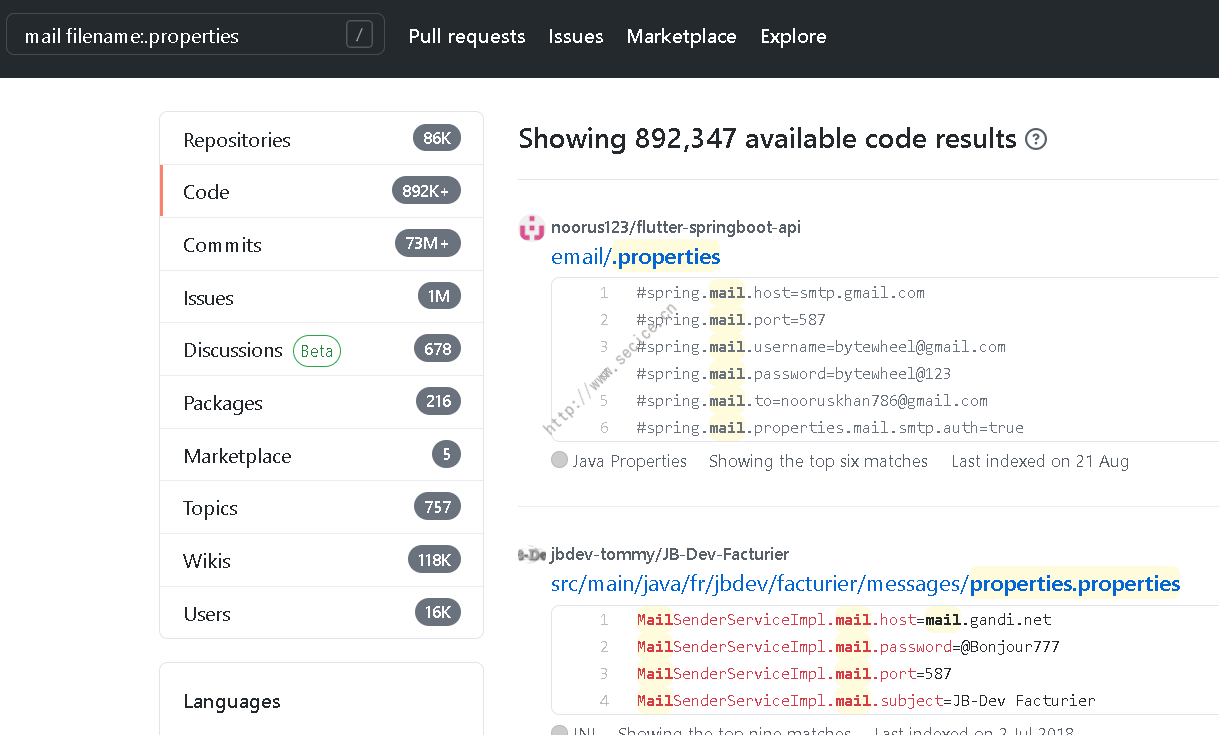 mail filename:.properties
/
Pull requests
Issues
Marketplace
Explore
Repositories 86K
Code 892K+
Commits 73M+
Issues 1M
Discussions Beta 678
Packages 216
Marketplace 5
Topics 757
Wikis 118K
Users 16K
Languages
Showing 892,347 available code results ?
noorus123/flutter-springboot-api
email/.properties
1 #spring.mail.host=smtp.gmail.com
2 #spring.mail.port=587
3 #spring.mail.username=bytewheel@gmail.com
#spring.mail.password=bytewheel@123
5 #spring.mail.to=nooruskhan786@gmail.com
6 #spring.mail.properties.mail.smtp.auth=true
http://www.secice.cn
Java Properties Showing the top six matches Last indexed on 21 Aug
jbdev-tommy/JB-Dev-Facturier
src/main/java/fr/jbdev/facturier/messages/properties.properties
1 MailSenderServiceImpl.mail.host=mail.gandi.net
2 MailSenderServiceImpl.mail.password=@Bonjour777
3 MailSenderServiceImpl.mail.port=587
4 MailSenderServiceImpl.mail.subject=JB-Dev Facturier
INI Showing the top nine matches Last indexed on 2 Jul 2018